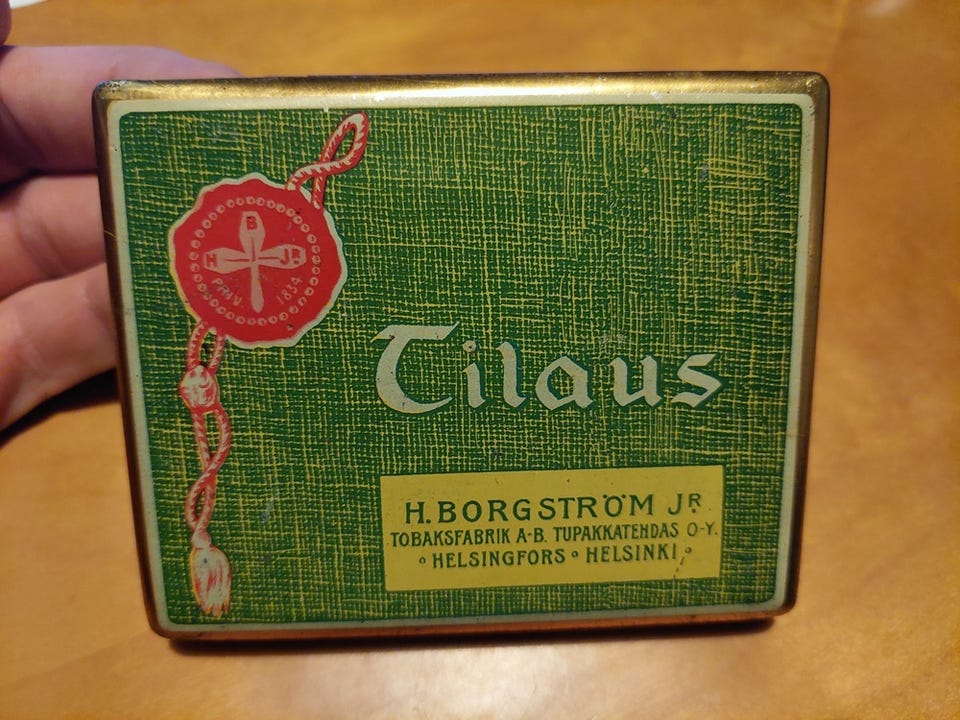 B
H JR
PRIV 1834
Tilaus
H. BORGSTRÖM JR
TOBAKSFABRIK A-B. TUPAKKATEHDAS O-Y.
HELSINGFORS HELSINKI